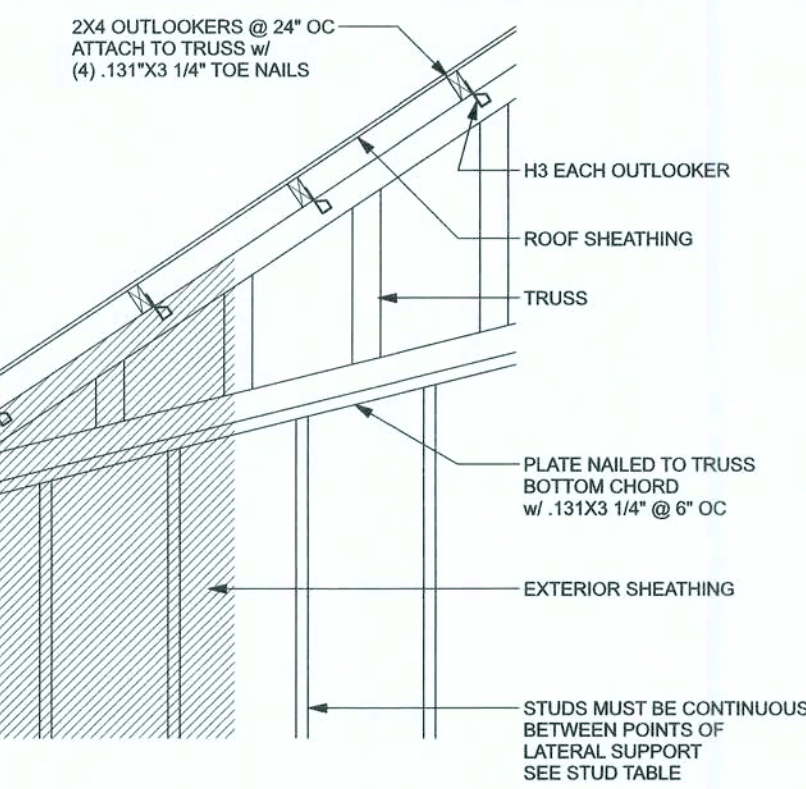 2X4 OUTLOOKERS @ 24" OC
ATTACH TO TRUSS w/
(4) .131"X3 1/4" TOE NAILS
H3 EACH OUTLOOKER
ROOF SHEATHING
TRUSS
PLATE NAILED TO TRUSS
BOTTOM CHORD
w/ .131X3 1/4" @ 6" OC
EXTERIOR SHEATHING
STUDS MUST BE CONTINUOUS
BETWEEN POINTS OF
LATERAL SUPPORT
SEE STUD TABLE